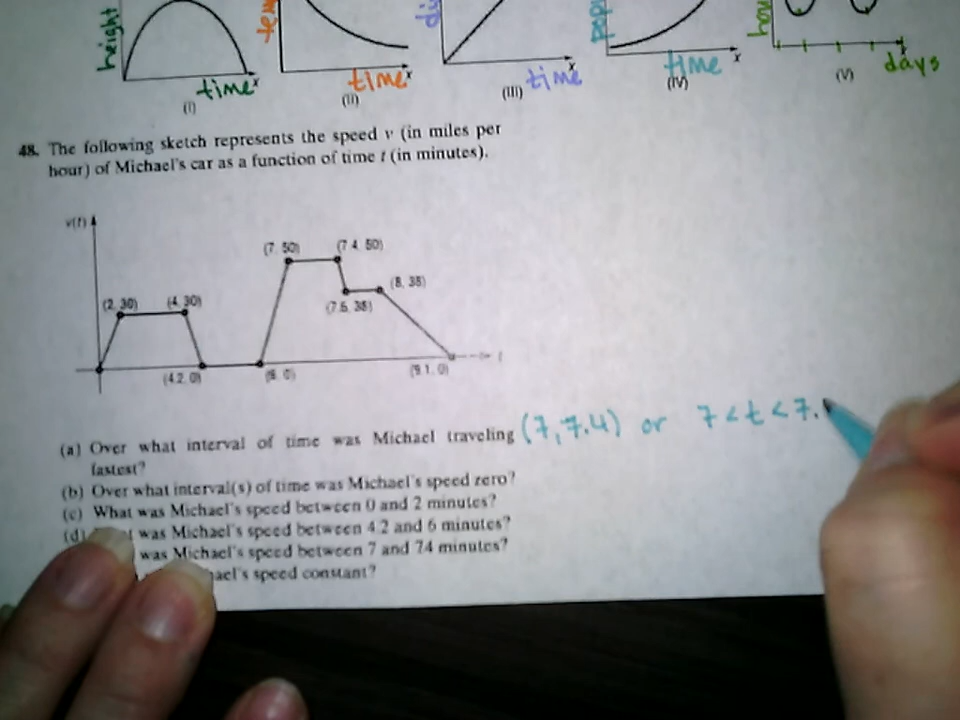 height
time
x
(I)
time
x
(II)
time
x
(III)
time
x
(IV)
days
(V)
48. The following sketch represents the speed v (in miles per
hour) of Michael's car as a function of time t (in minutes).
v(t)
(7, 50)
(7.4, 50)
(8, 35)
(2, 30)
(4, 30)
(7.5, 35)
(4.2, 0)
(6, 0)
(9.1, 0)
t
(a) Over what interval of time was Michael traveling (7, 7.4) or 7 < t < 7.
fastest?
(b) Over what interval(s) of time was Michael's speed zero?
(c) What was Michael's speed between 0 and 2 minutes?
(d) was Michael's speed between 4.2 and 6 minutes?
was Michael's speed between 7 and 7.4 minutes?
speed constant?